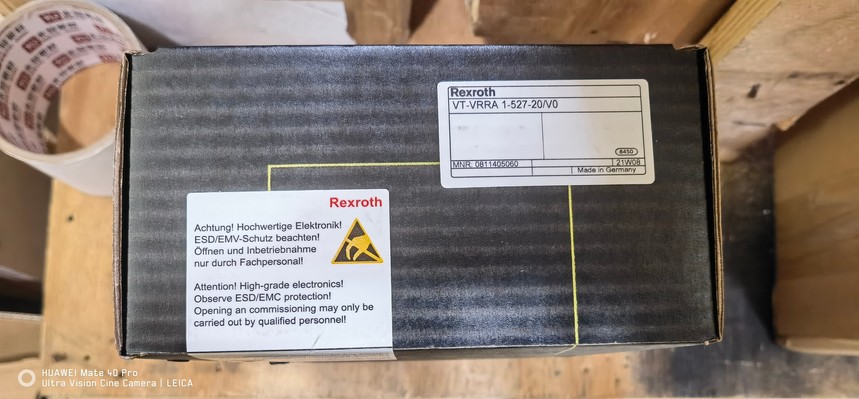 Rexroth
VT-VRRA 1-527-20/V0
8450
MNR: 0811405060
21W08
Made in Germany
Rexroth
Achtung! Hochwertige Elektronik!
ESD/EMV-Schutz beachten!
Öffnen und Inbetriebnahme
nur durch Fachpersonal!
Attention! High-grade electronics!
Observe ESD/EMC protection!
Opening an commissioning may only be
carried out by qualified personnel!
HUAWEI Mate 40 Pro
Ultra Vision Cine Camera | LEICA